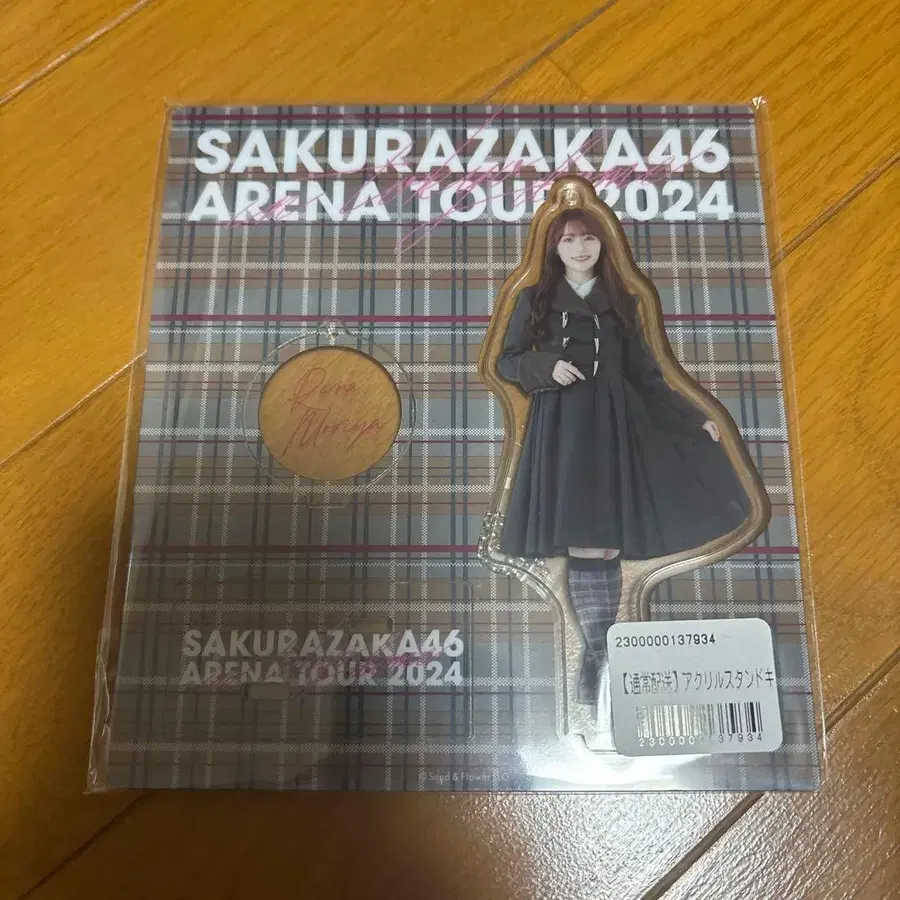 SAKURAZAKA46
ARENA TOUR 2024
Rena
Moriya
SAKURAZAKA46
ARENA TOUR 2024
2300000137934
【通常配送】アクリルスタンドキ
2300000137934
© Seed & Flower LLC